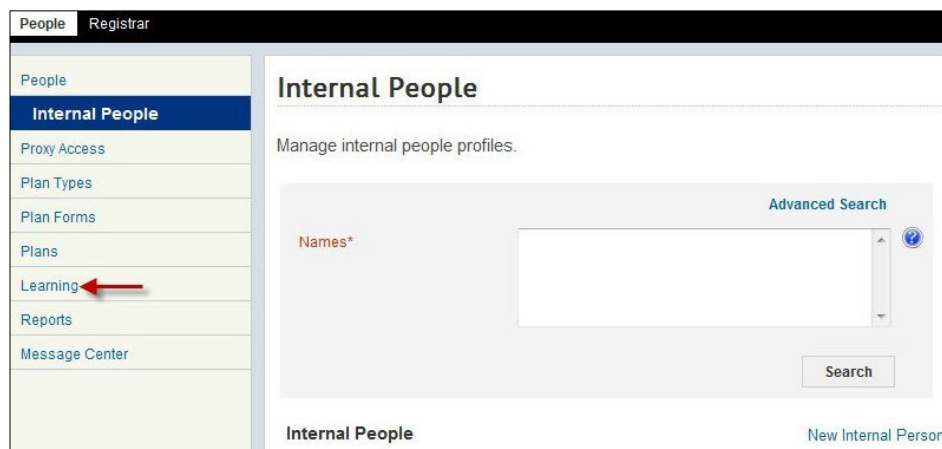 People Registrar
People
Internal People
Proxy Access
Plan Types
Plan Forms
Plans
Learning
Reports
Message Center
Internal People
Manage internal people profiles.
Advanced Search
Names*
?
Search
Internal People New Internal Person